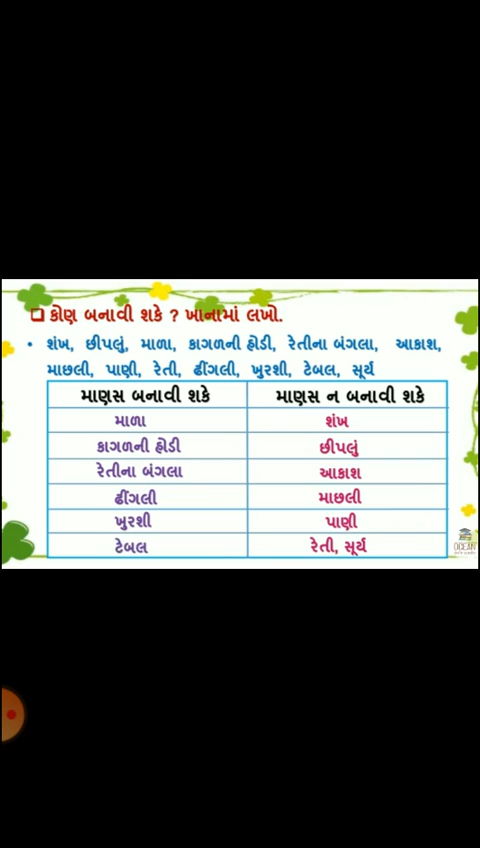 ❑ કોણ બનાવી શકે ? ખાનામાં લખો.
• શંખ, છીપલું, માળા, કાગળની હોડી, રેતીના બંગલા, આકાશ,
માછલી, પાણી, રેતી, ઢીંગલી, ખુરશી, ટેબલ, સૂર્ય
માણસ બનાવી શકે માણસ ન બનાવી શકે
માળા શંખ
કાગળની હોડી છીપલું
રેતીના બંગલા આકાશ
ઢીંગલી માછલી
ખુરશી પાણી
ટેબલ રેતી, સૂર્ય
OCEAN